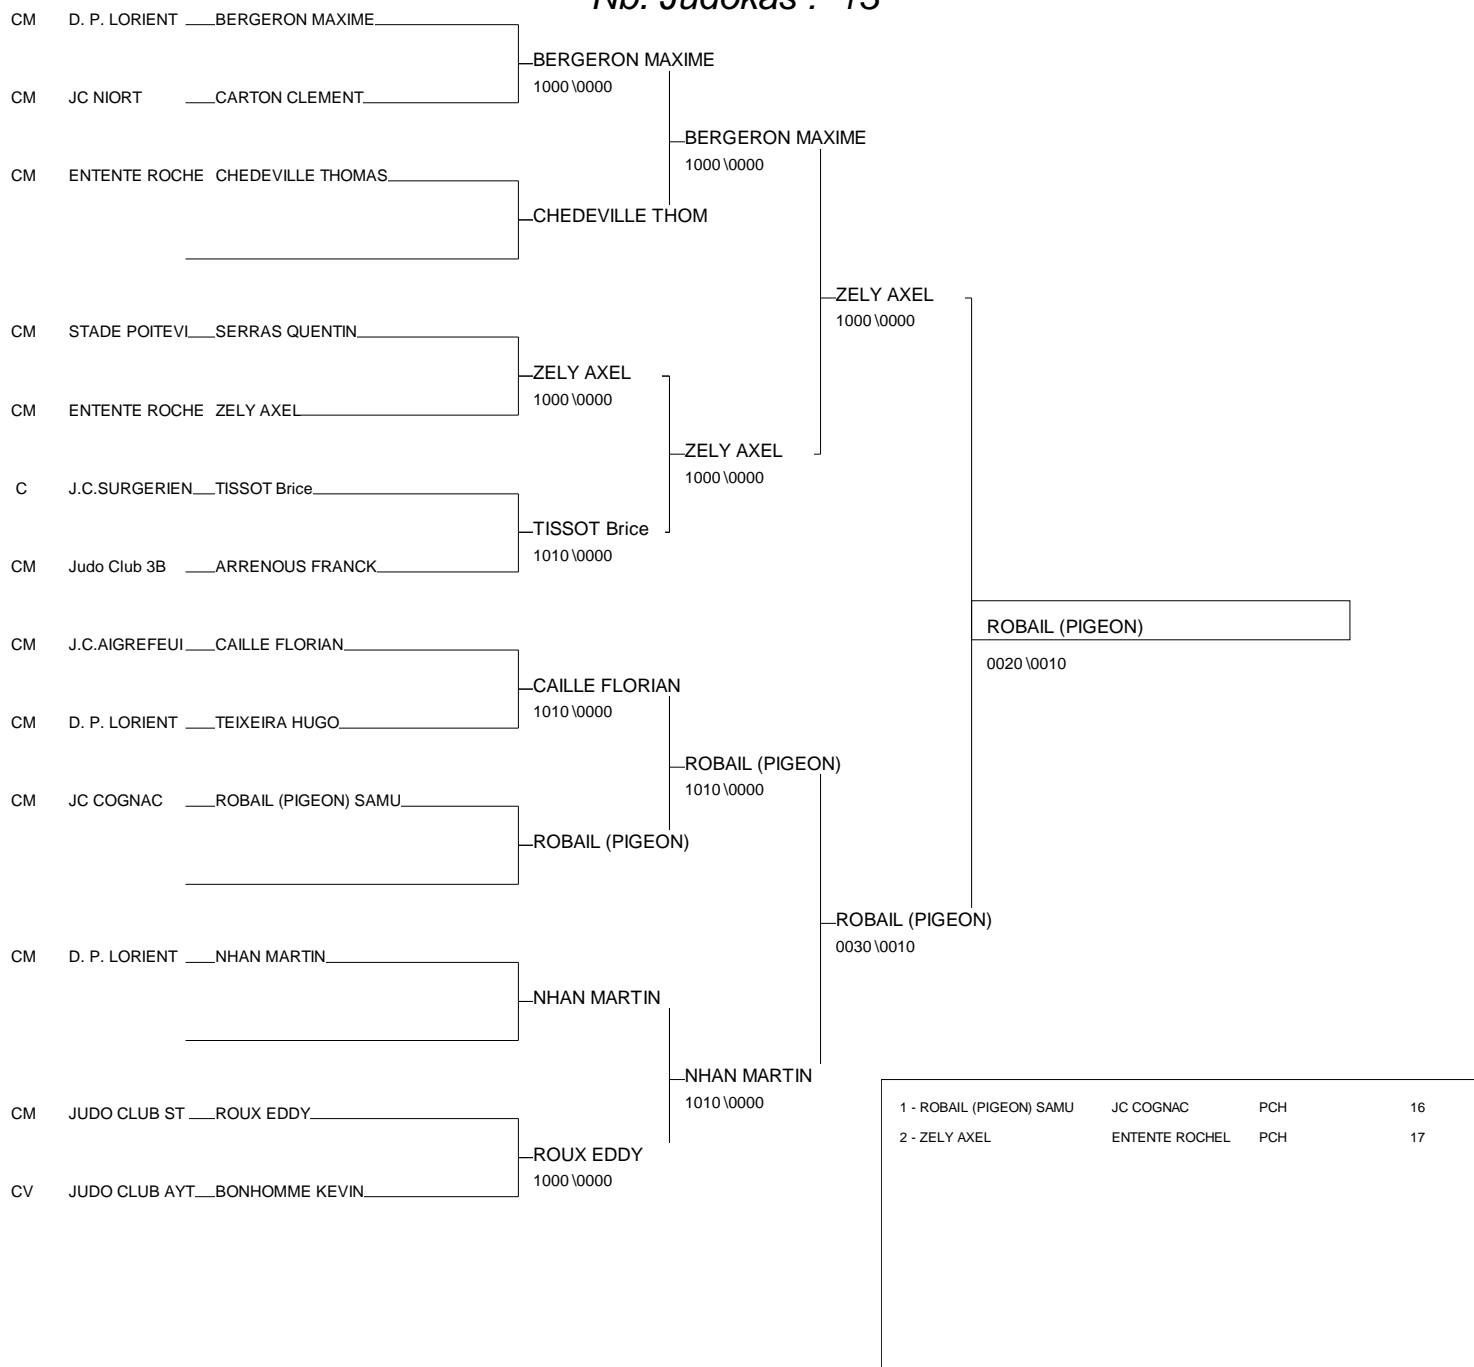 Nb. Judokas : 13
CM D. P. LORIENT BERGERON MAXIME
BERGERON MAXIME
1000\0000
CM JC NIORT CARTON CLEMENT
BERGERON MAXIME
1000\0000
CM ENTENTE ROCHE CHEDEVILLE THOMAS
CHEDEVILLE THOM
ZELY AXEL
1000\0000
CM STADE POITEVI SERRAS QUENTIN
ZELY AXEL
1000\0000
CM ENTENTE ROCHE ZELY AXEL
ZELY AXEL
1000\0000
C J.C.SURGERIEN TISSOT Brice
TISSOT Brice
1010\0000
CM Judo Club 3B ARRENOUS FRANCK
ROBAIL (PIGEON)
0020\0010
CM J.C.AIGREFEUI CAILLE FLORIAN
CAILLE FLORIAN
1010\0000
CM D. P. LORIENT TEIXEIRA HUGO
ROBAIL (PIGEON)
1010\0000
CM JC COGNAC ROBAIL (PIGEON) SAMU
ROBAIL (PIGEON)
ROBAIL (PIGEON)
0030\0010
CM D. P. LORIENT NHAN MARTIN
NHAN MARTIN
NHAN MARTIN
1010\0000
CM JUDO CLUB ST ROUX EDDY
ROUX EDDY
1000\0000
CV JUDO CLUB AYT BONHOMME KEVIN
1 - ROBAIL (PIGEON) SAMU JC COGNAC PCH 16
2 - ZELY AXEL ENTENTE ROCHEL PCH 17